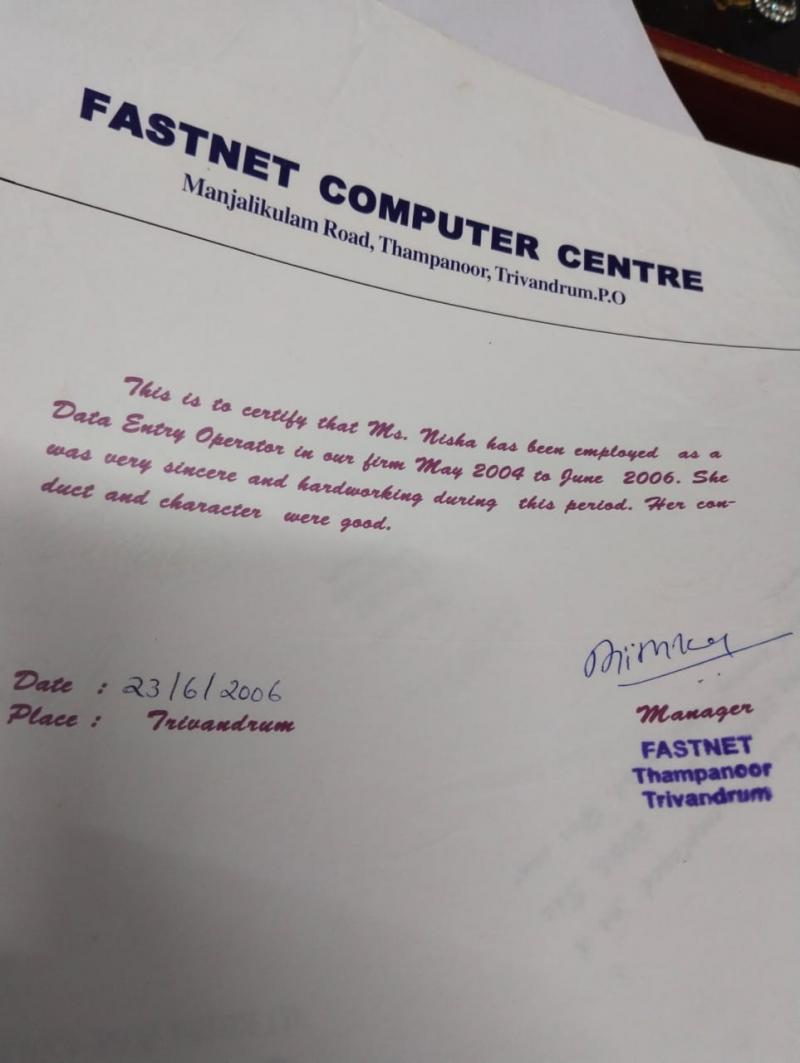 FASTNET COMPUTER CENTRE
Manjalikulam Road, Thampanoor, Trivandrum.P.O
This is to certify that Ms. Nisha has been employed as a
Data Entry Operator in our firm May 2004 to June 2006. She
was very sincere and hardworking during this period. Her con-
duct and character were good.
Date : 23/6/2006
Place : Trivandrum
Manager
FASTNET
Thampanoor
Trivandrum